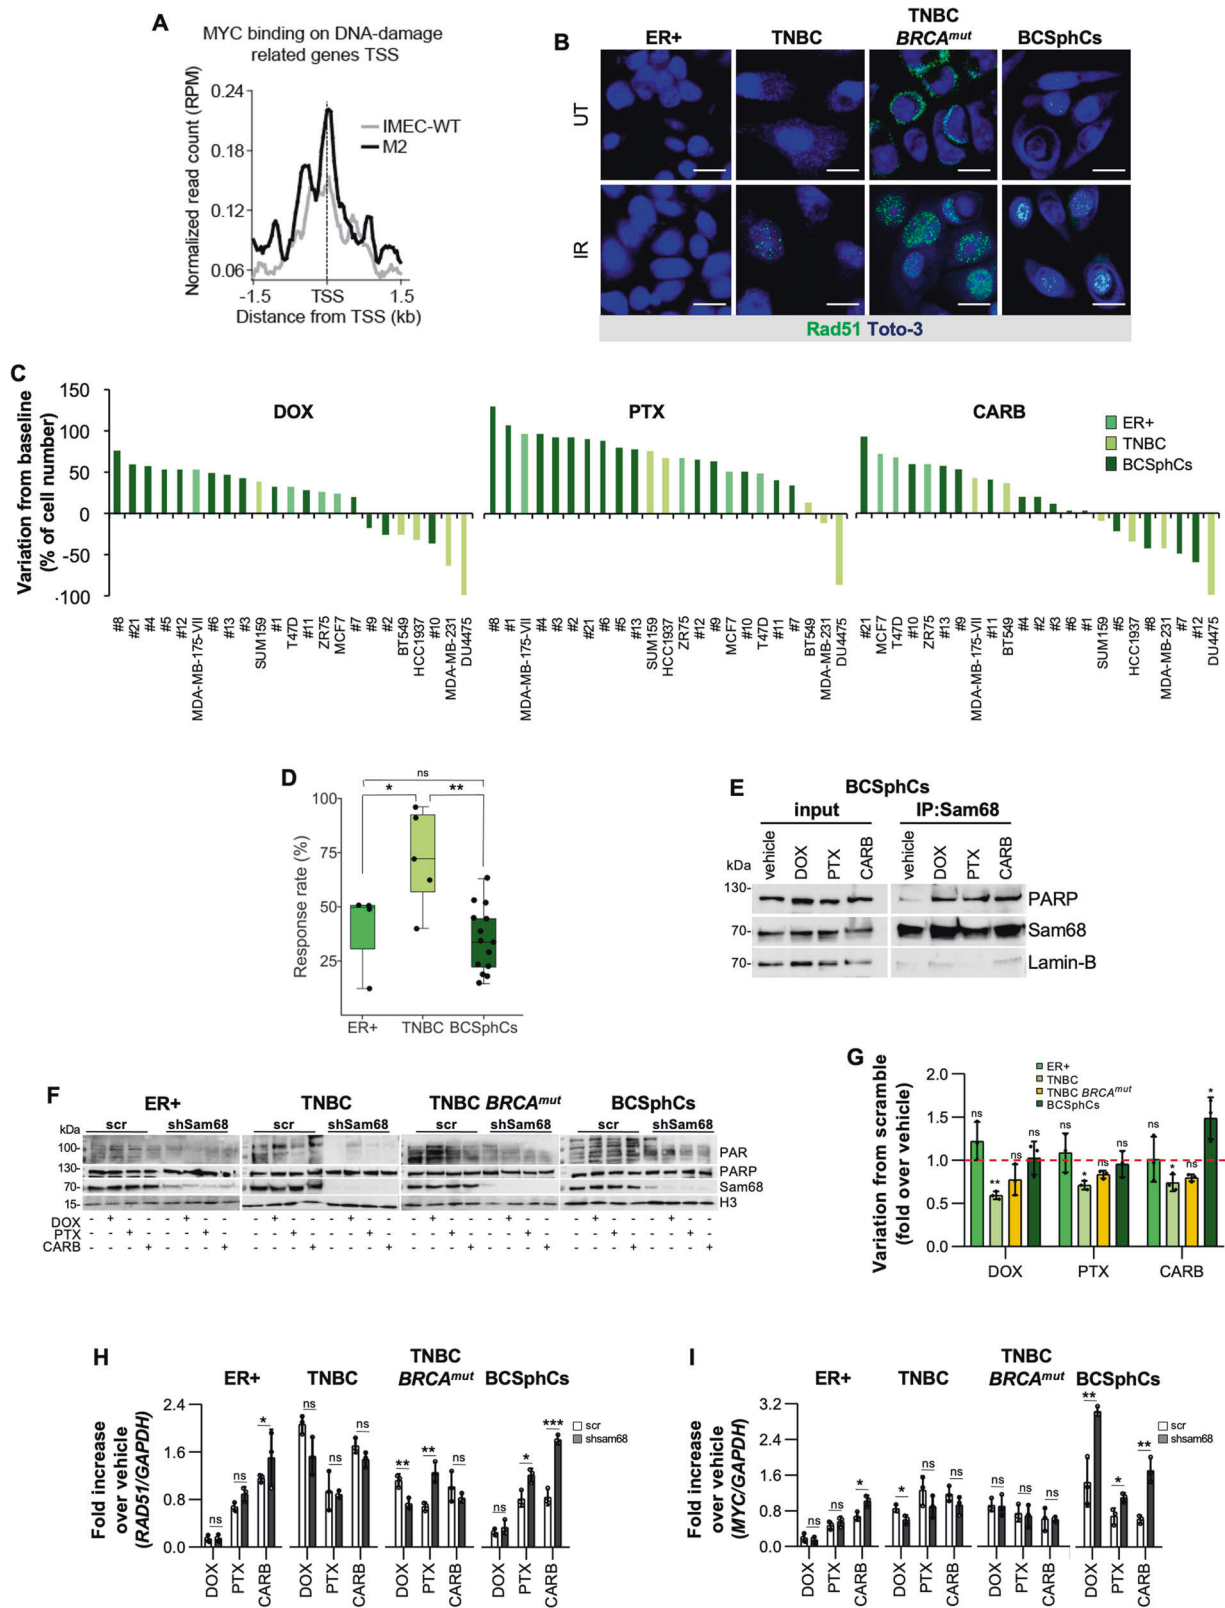 A
MYC binding on DNA-damage
related genes TSS
Normalized read count (RPM)
0.24
0.18
0.12
0.06
IMEC-WT
M2
-1.5
TSS
1.5
Distance from TSS (kb)
B
ER+
TNBC
TNBC
BRCAmut
BCSphCs
UT
IR
Rad51 Toto-3
C
Variation from baseline
(% of cell number)
150
100
50
0
-50
-100
DOX
PTX
CARB
ER+
TNBC
BCSphCs
#8 #21 #4 #5 #12 MDA-MB-175-VII #6 #13 #3 SUM159 #1 T47D #11 ZR75 MCF7 #7 #9 #2 BT549 HCC1937 #10 MDA-MB-231 DU4475
#8 #1 MDA-MB-175-VII #4 #3 #2 #21 #6 #5 #13 SUM159 HCC1937 ZR75 #12 #9 MCF7 #10 T47D #11 #7 BT549 MDA-MB-231 DU4475
#21 MCF7 T47D #10 ZR75 #13 #9 MDA-MB-175-VII #11 BT549 #4 #2 #3 #6 #1 SUM159 #5 HCC1937 #8 MDA-MB-231 #7 #12 DU4475
D
Response rate (%)
100
75
50
25
ns
*
**
ER+
TNBC
BCSphCs
E
BCSphCs
input
IP:Sam68
kDa
vehicle
DOX
PTX
CARB
vehicle
DOX
PTX
CARB
130-
PARP
70-
Sam68
70-
Lamin-B
F
ER+
TNBC
TNBC BRCAmut
BCSphCs
kDa
scr
shSam68
scr
shSam68
scr
shSam68
scr
shSam68
100-
PAR
130-
PARP
70-
Sam68
15-
H3
DOX - + - - - + - - - + - - - + - - - + - - - + - - - + - - - + - -
PTX - - + - - - + - - - + - - - + - - - + - - - + - - - + - - - + -
CARB - - - + - - - + - - - + - - - + - - - + - - - + - - - + - - - +
G
Variation from scramble
(fold over vehicle)
2.0
1.5
1.0
0.5
0.0
ER+
TNBC
TNBC BRCAmut
BCSphCs
ns
**
ns
ns
ns
*
ns
ns
ns
*
ns
*
DOX
PTX
CARB
H
Fold increase
over vehicle
(RAD51/GAPDH)
2.4
1.6
0.8
0.0
ER+
TNBC
TNBC
BRCAmut
BCSphCs
scr
shsam68
ns
ns
*
ns
ns
ns
**
**
ns
ns
*
***
DOX
PTX
CARB
DOX
PTX
CARB
DOX
PTX
CARB
DOX
PTX
CARB
I
Fold increase
over vehicle
(MYC/GAPDH)
3.2
2.4
1.6
0.8
0.0
ER+
TNBC
TNBC
BRCAmut
BCSphCs
scr
shsam68
ns
ns
*
*
ns
ns
ns
ns
ns
**
*
**
DOX
PTX
CARB
DOX
PTX
CARB
DOX
PTX
CARB
DOX
PTX
CARB